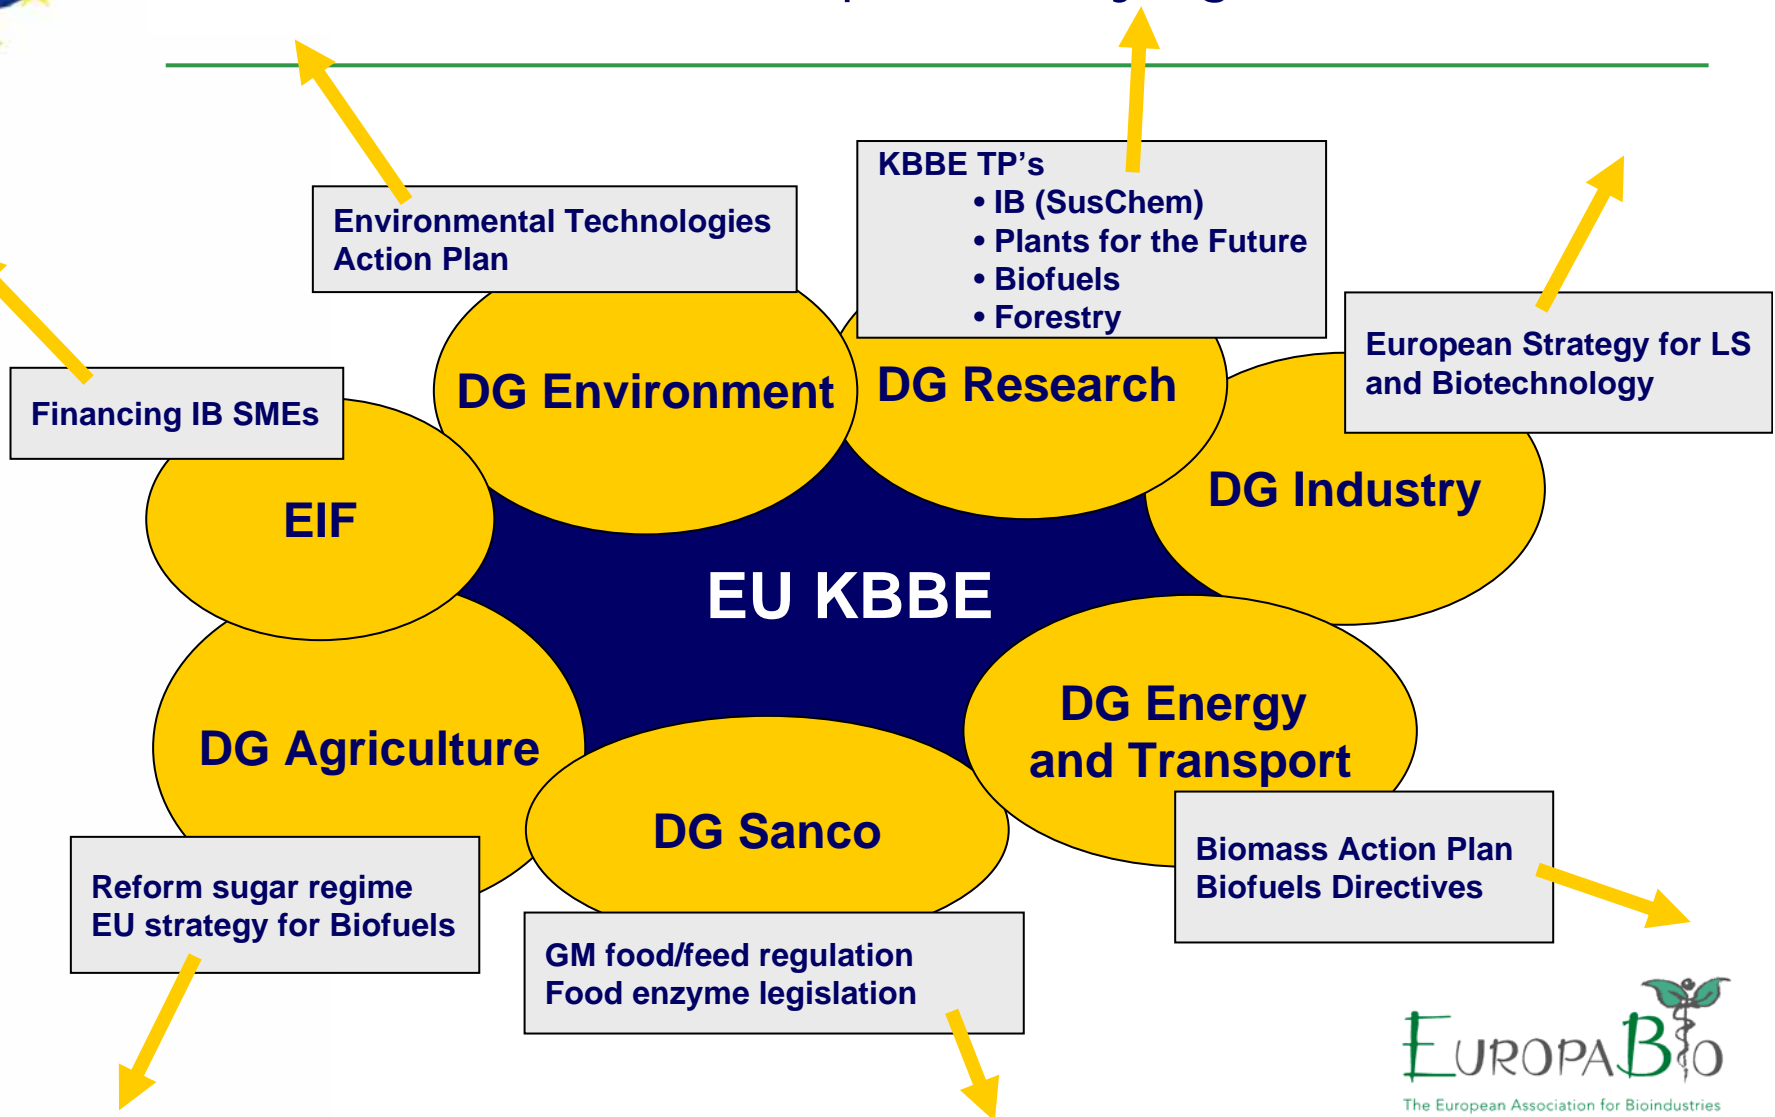 KBBE TP's
• IB (SusChem)
• Plants for the Future
• Biofuels
• Forestry
Environmental Technologies
Action Plan
European Strategy for LS
and Biotechnology
Financing IB SMEs
DG Environment
DG Research
DG Industry
EIF
EU KBBE
DG Energy
and Transport
DG Agriculture
DG Sanco
Biomass Action Plan
Biofuels Directives
Reform sugar regime
EU strategy for Biofuels
GM food/feed regulation
Food enzyme legislation
EUROPABIO
The European Association for Bioindustries